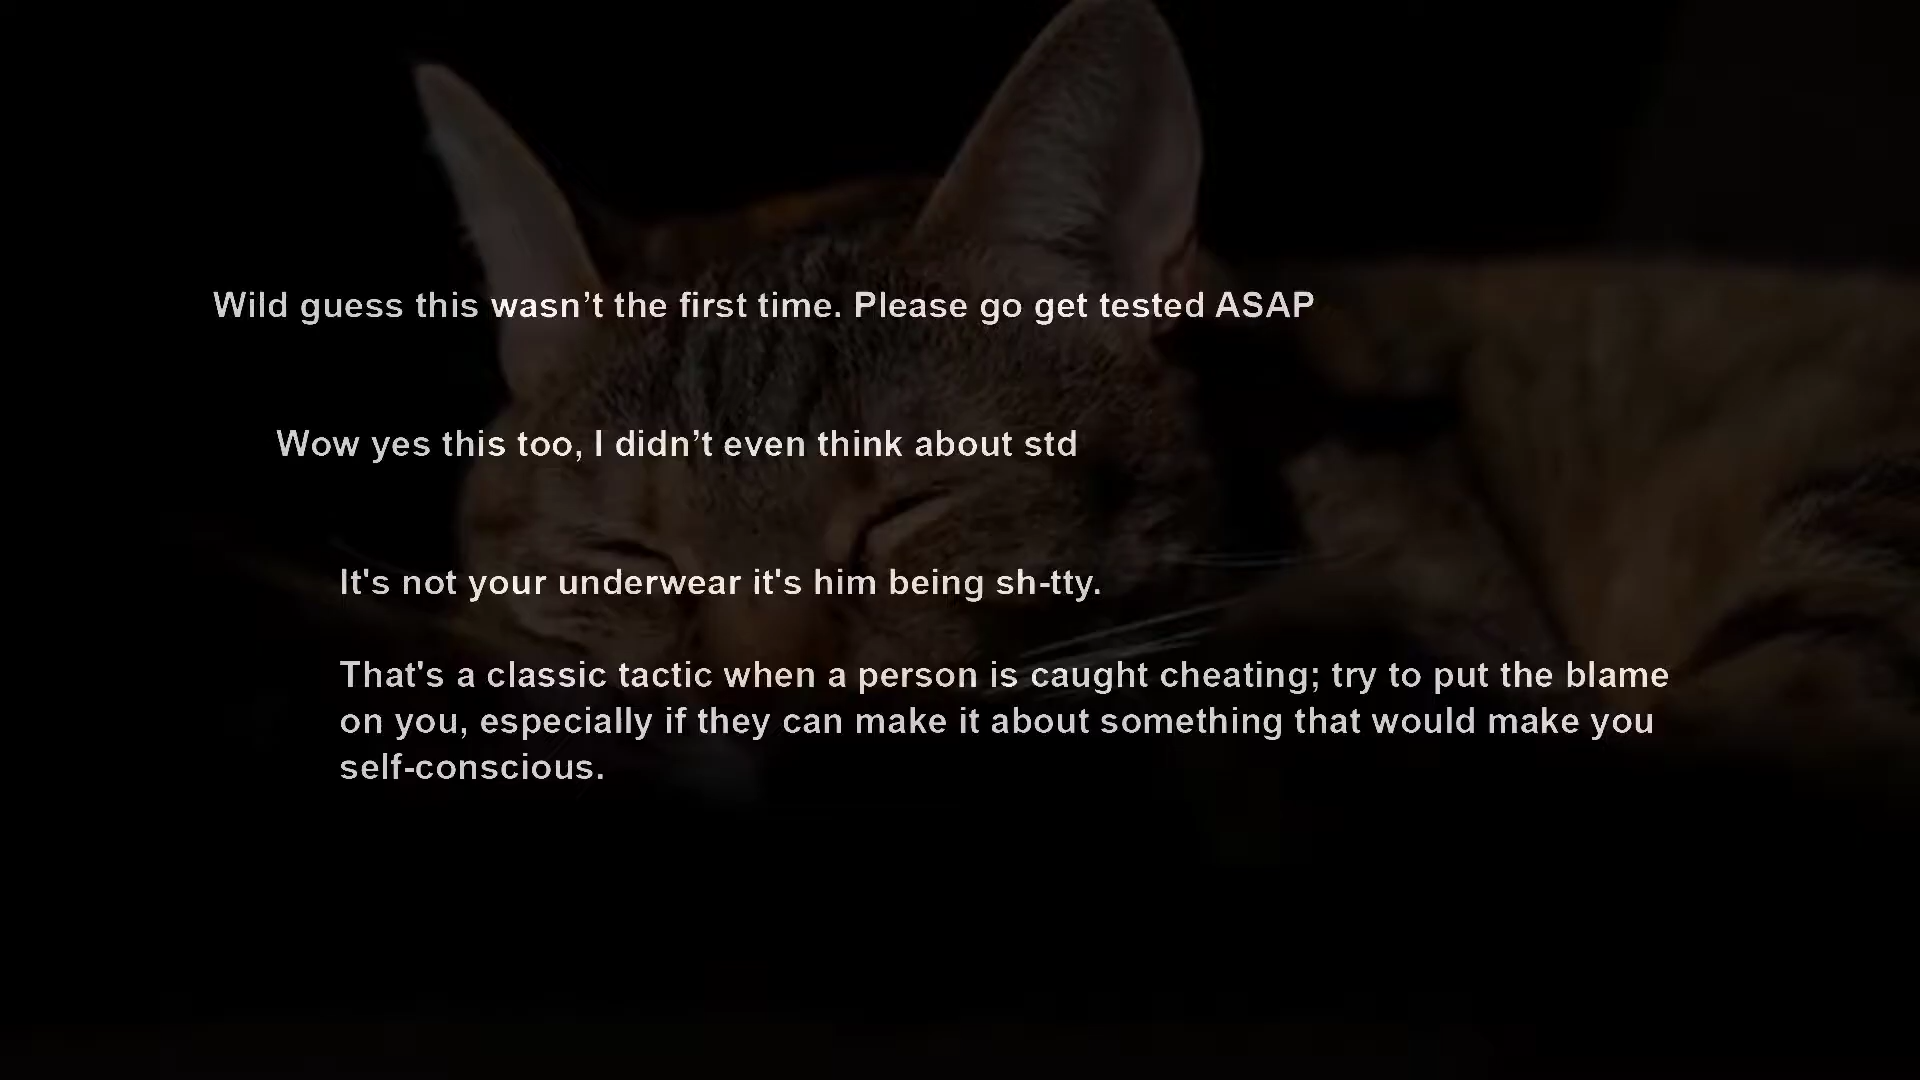 Wild guess this wasn’t the first time. Please go get tested ASAP
Wow yes this too, I didn’t even think about std
It's not your underwear it's him being sh-tty.
That's a classic tactic when a person is caught cheating; try to put the blame
on you, especially if they can make it about something that would make you
self-conscious.